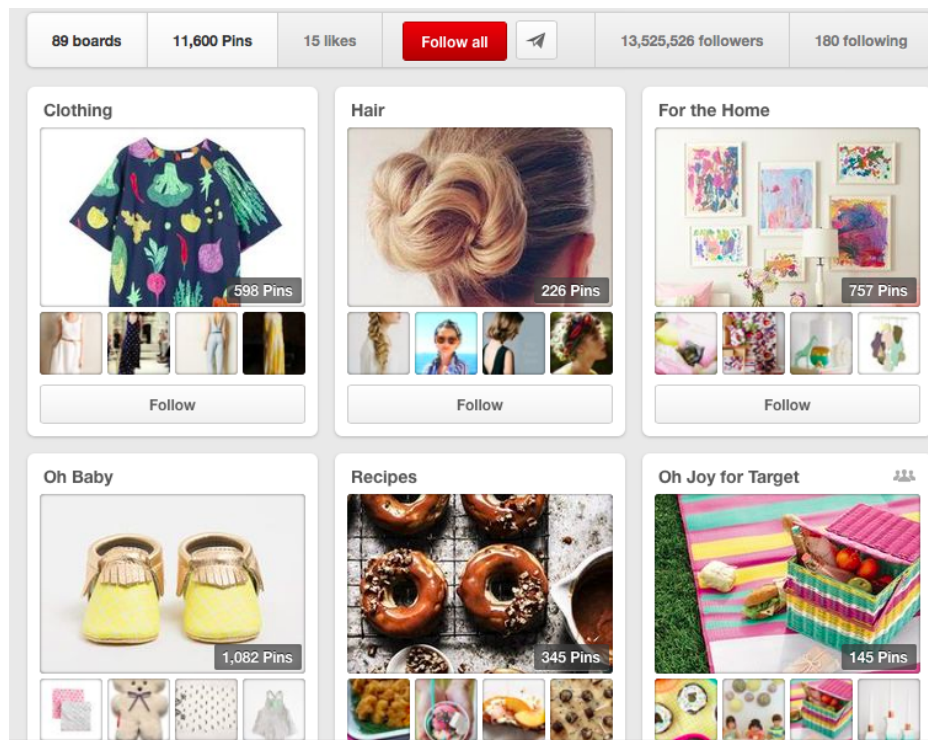 89 boards
11,600 Pins
15 likes
Follow all
13,525,526 followers
180 following
Clothing
Hair
For the Home
598 Pins
226 Pins
757 Pins
Follow
Follow
Follow
Oh Baby
Recipes
Oh Joy for Target
1,082 Pins
345 Pins
145 Pins